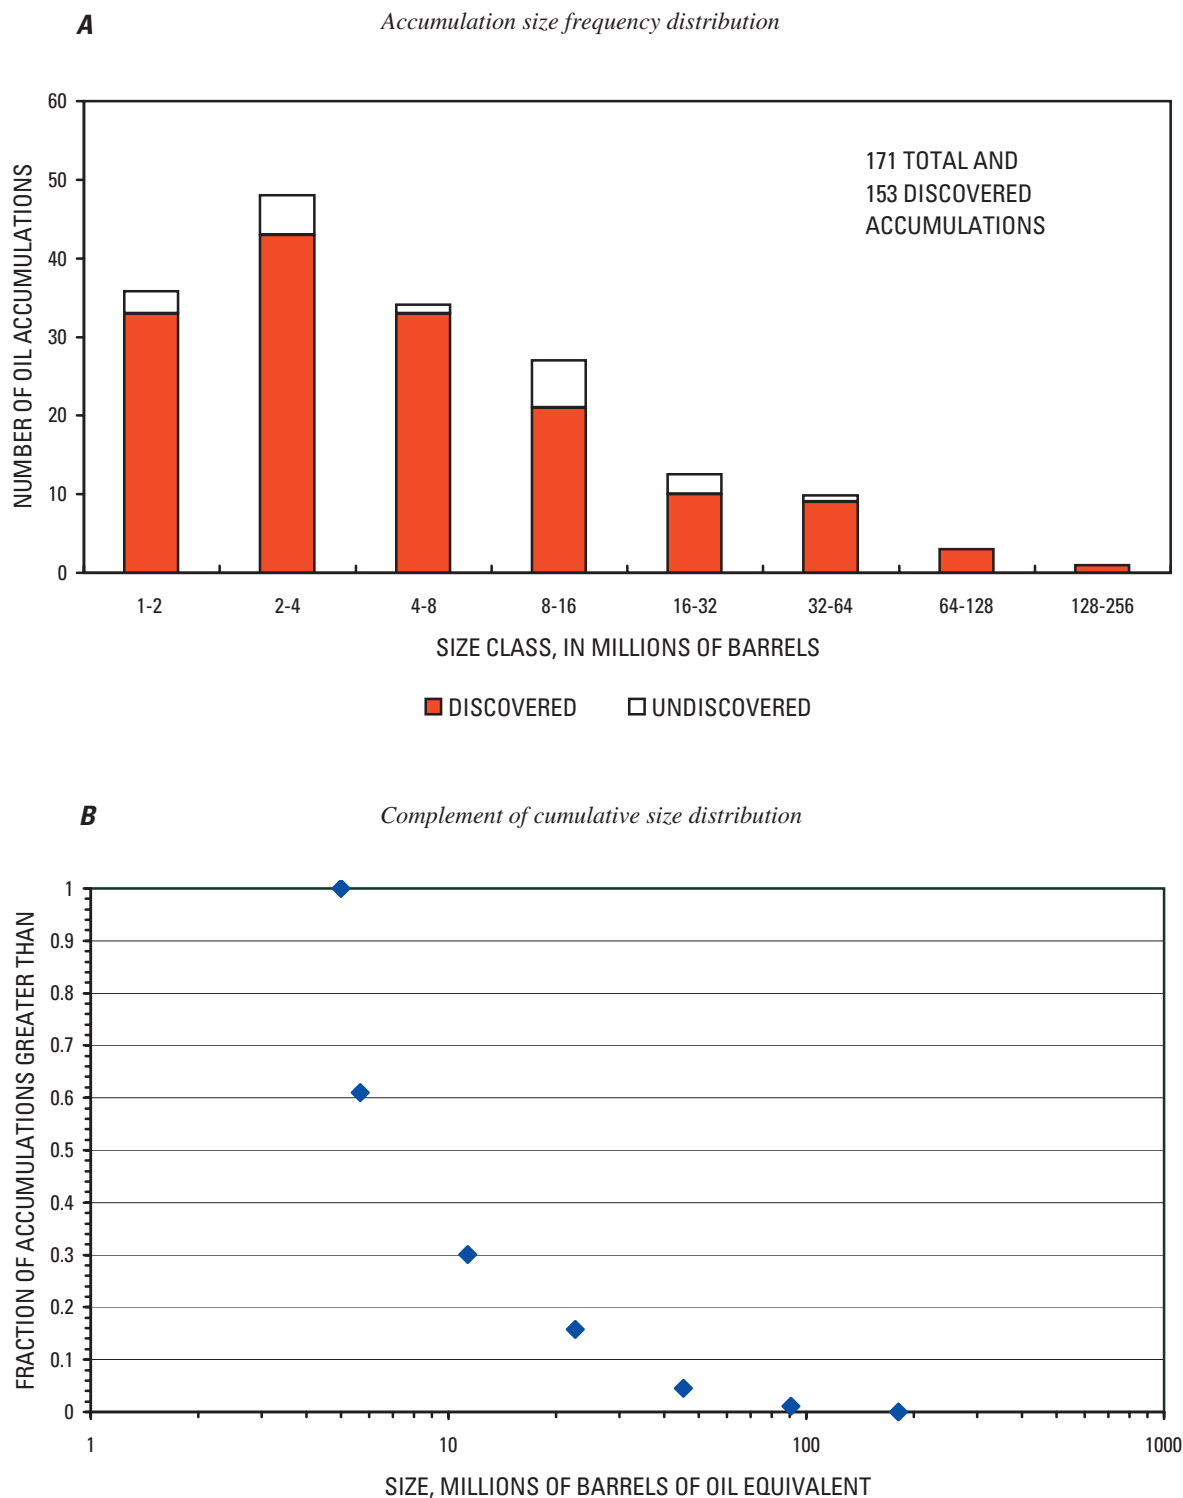 A
Accumulation size frequency distribution
60
50
40
30
20
10
0
NUMBER OF OIL ACCUMULATIONS
171 TOTAL AND
153 DISCOVERED
ACCUMULATIONS
1-2 2-4 4-8 8-16 16-32 32-64 64-128 128-256
SIZE CLASS, IN MILLIONS OF BARRELS
DISCOVERED UNDISCOVERED
B
Complement of cumulative size distribution
1
0.9
0.8
0.7
0.6
0.5
0.4
0.3
0.2
0.1
0
FRACTION OF ACCUMULATIONS GREATER THAN
1 10 100 1000
SIZE, MILLIONS OF BARRELS OF OIL EQUIVALENT